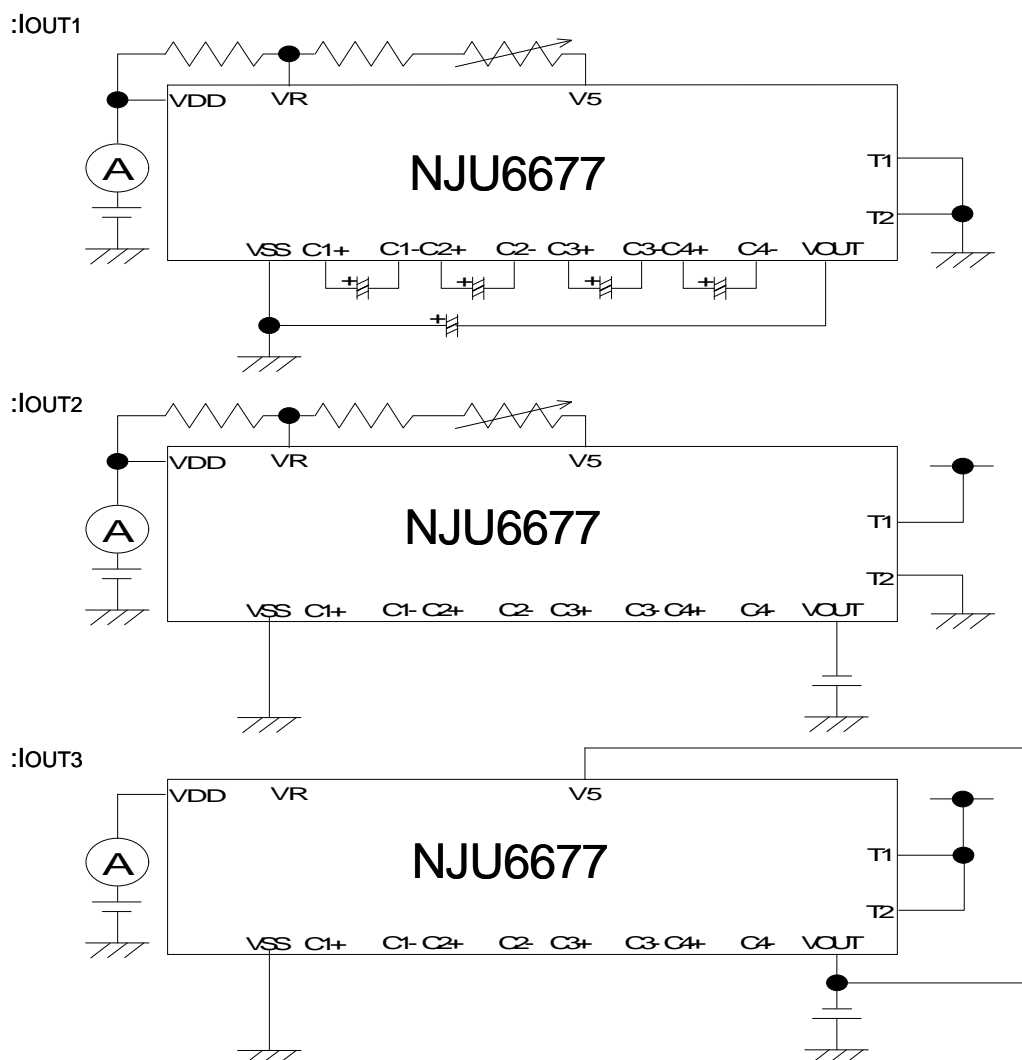 :IOUT1
VDD VR V5
A
NJU6677
T1
T2
VSS C1+ C1- C2+ C2- C3+ C3- C4+ C4- VOUT
+ + + +
+
:IOUT2
VDD VR V5
A
NJU6677
T1
T2
VSS C1+ C1- C2+ C2- C3+ C3- C4+ C4- VOUT
:IOUT3
VDD VR V5
A
NJU6677
T1
T2
VSS C1+ C1- C2+ C2- C3+ C3- C4+ C4- VOUT